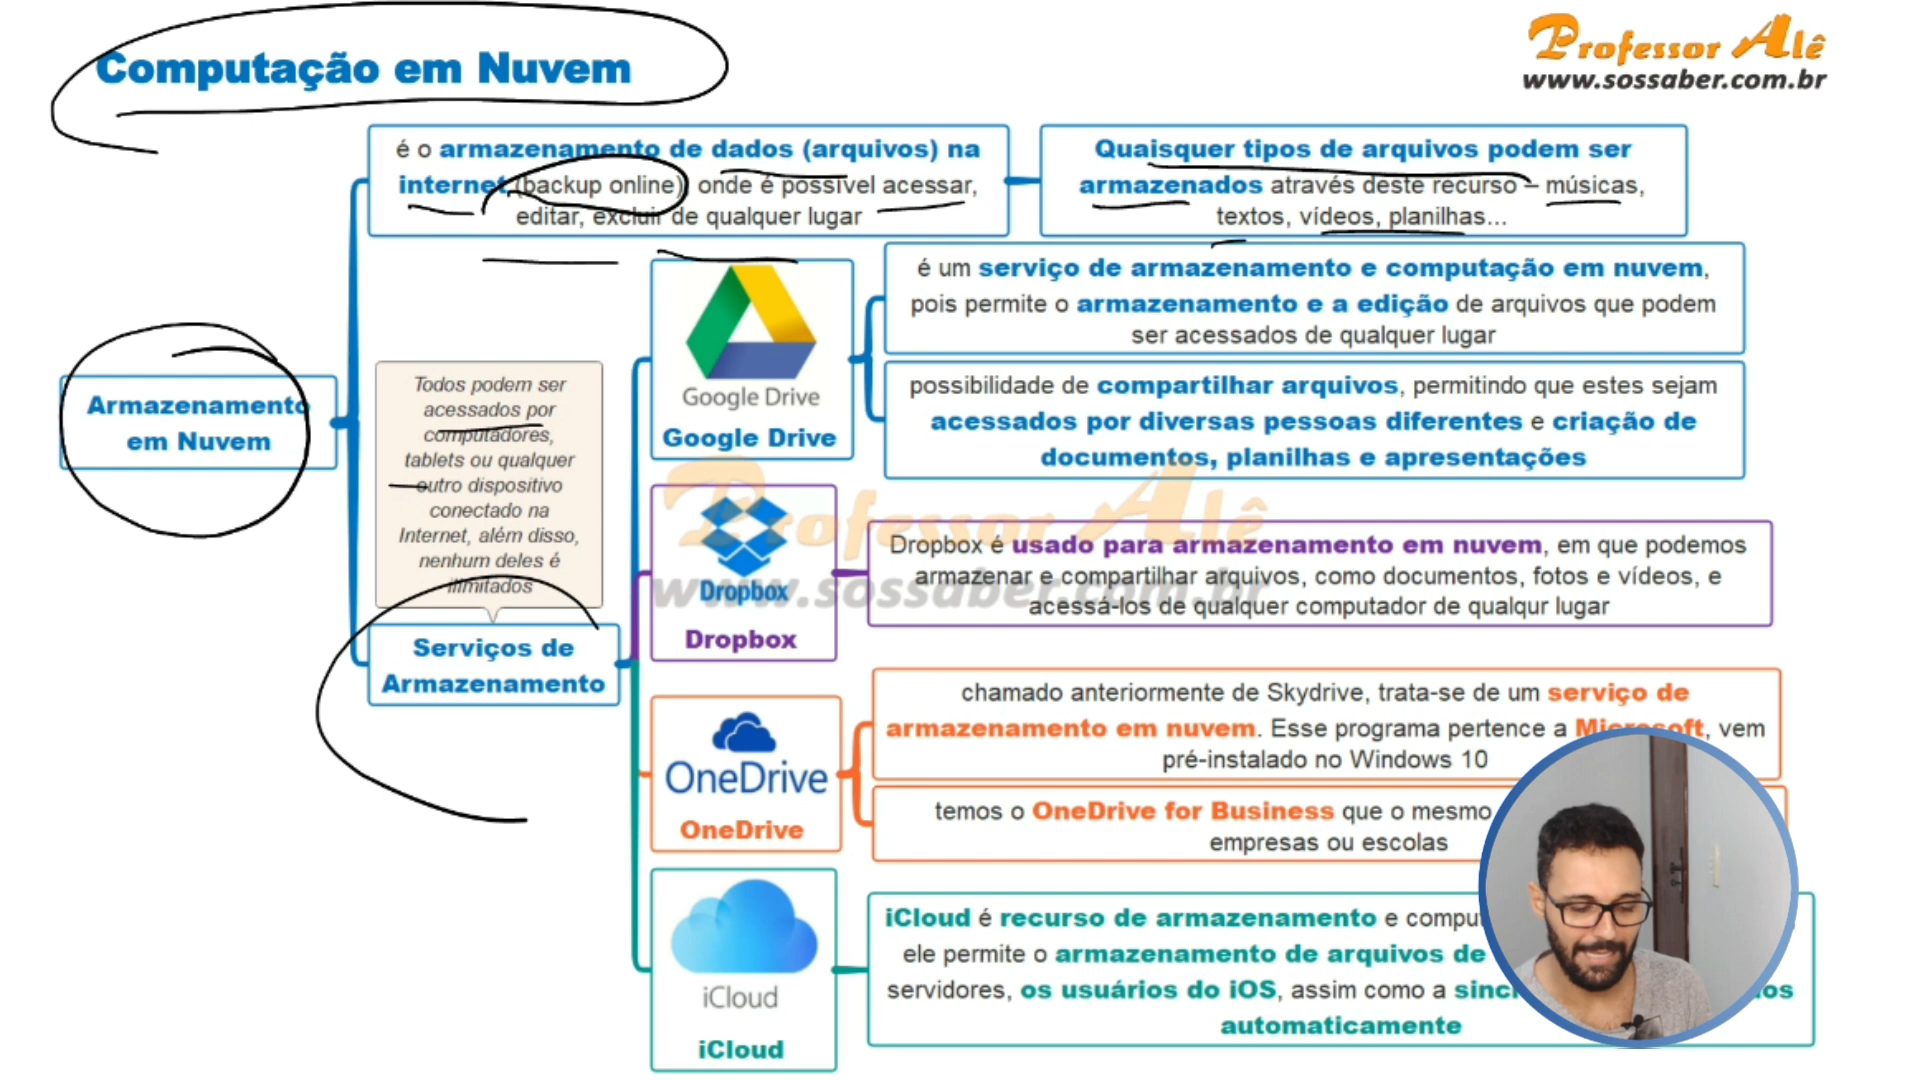 Computação em Nuvem
Professor Alê
www.sossaber.com.br
é o armazenamento de dados (arquivos) na
internet (backup online), onde é possível acessar,
editar, excluir de qualquer lugar
Quaisquer tipos de arquivos podem ser
armazenados através deste recurso – músicas,
textos, vídeos, planilhas...
Armazenamento
em Nuvem
Todos podem ser
acessados por
computadores,
tablets ou qualquer
outro dispositivo
conectado na
Internet, além disso,
nenhum deles é
ilimitados
Serviços de
Armazenamento
Google Drive
Google Drive
é um serviço de armazenamento e computação em nuvem,
pois permite o armazenamento e a edição de arquivos que podem
ser acessados de qualquer lugar
possibilidade de compartilhar arquivos, permitindo que estes sejam
acessados por diversas pessoas diferentes e criação de
documentos, planilhas e apresentações
Professor Alê
www.sossaber.com.br
Dropbox
Dropbox
Dropbox é usado para armazenamento em nuvem, em que podemos
armazenar e compartilhar arquivos, como documentos, fotos e vídeos, e
acessá-los de qualquer computador de qualqur lugar
OneDrive
OneDrive
chamado anteriormente de Skydrive, trata-se de um serviço de
armazenamento em nuvem. Esse programa pertence a Microsoft, vem
pré-instalado no Windows 10
temos o OneDrive for Business que o mesmo
empresas ou escolas
iCloud
iCloud
iCloud é recurso de armazenamento e
ele permite o armazenamento de arquivos de
servidores, os usuários do iOS, assim como a
automaticamente